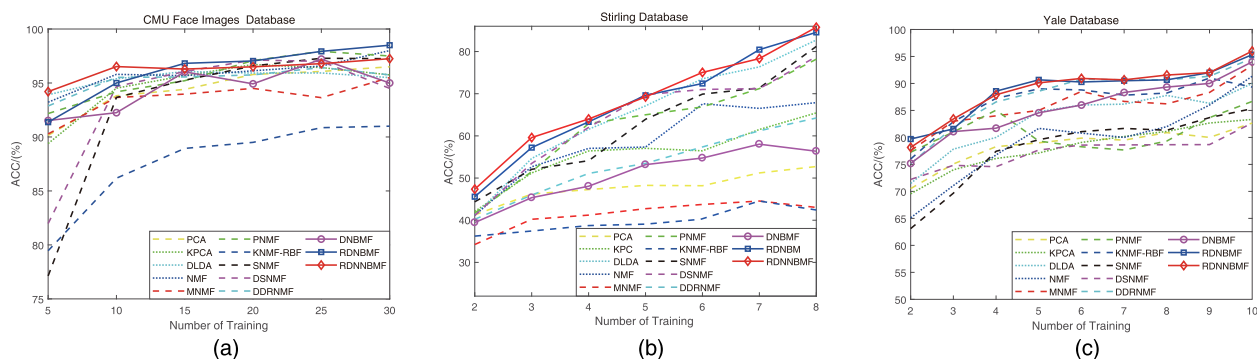 CMU Face Images Database
ACC/(%)
100
95
90
85
80
75
5
10
15
20
25
30
Number of Training
PCA
KPCA
DLDA
NMF
MNMF
PNMF
KNMF-RBF
SNMF
DSNMF
DDRNMF
DNBMF
RDNBMF
RDNNBMF
(a)
Stirling Database
ACC/(%)
80
70
60
50
40
30
2
3
4
5
6
7
8
Number of Training
PCA
KPC
DLDA
NMF
MNMF
PNMF
KNMF-RBF
SNMF
DSNMF
DDRNMF
DNBMF
RDNBM
RDNNBMF
(b)
Yale Database
ACC/(%)
100
95
90
85
80
75
70
65
60
55
50
2
3
4
5
6
7
8
9
10
Number of Training
PCA
KPCA
DLDA
NMF
MNMF
PNMF
KNMF-RBF
SNMF
DSNMF
DDRNMF
DNBMF
RDNBMF
RDNNBMF
(c)